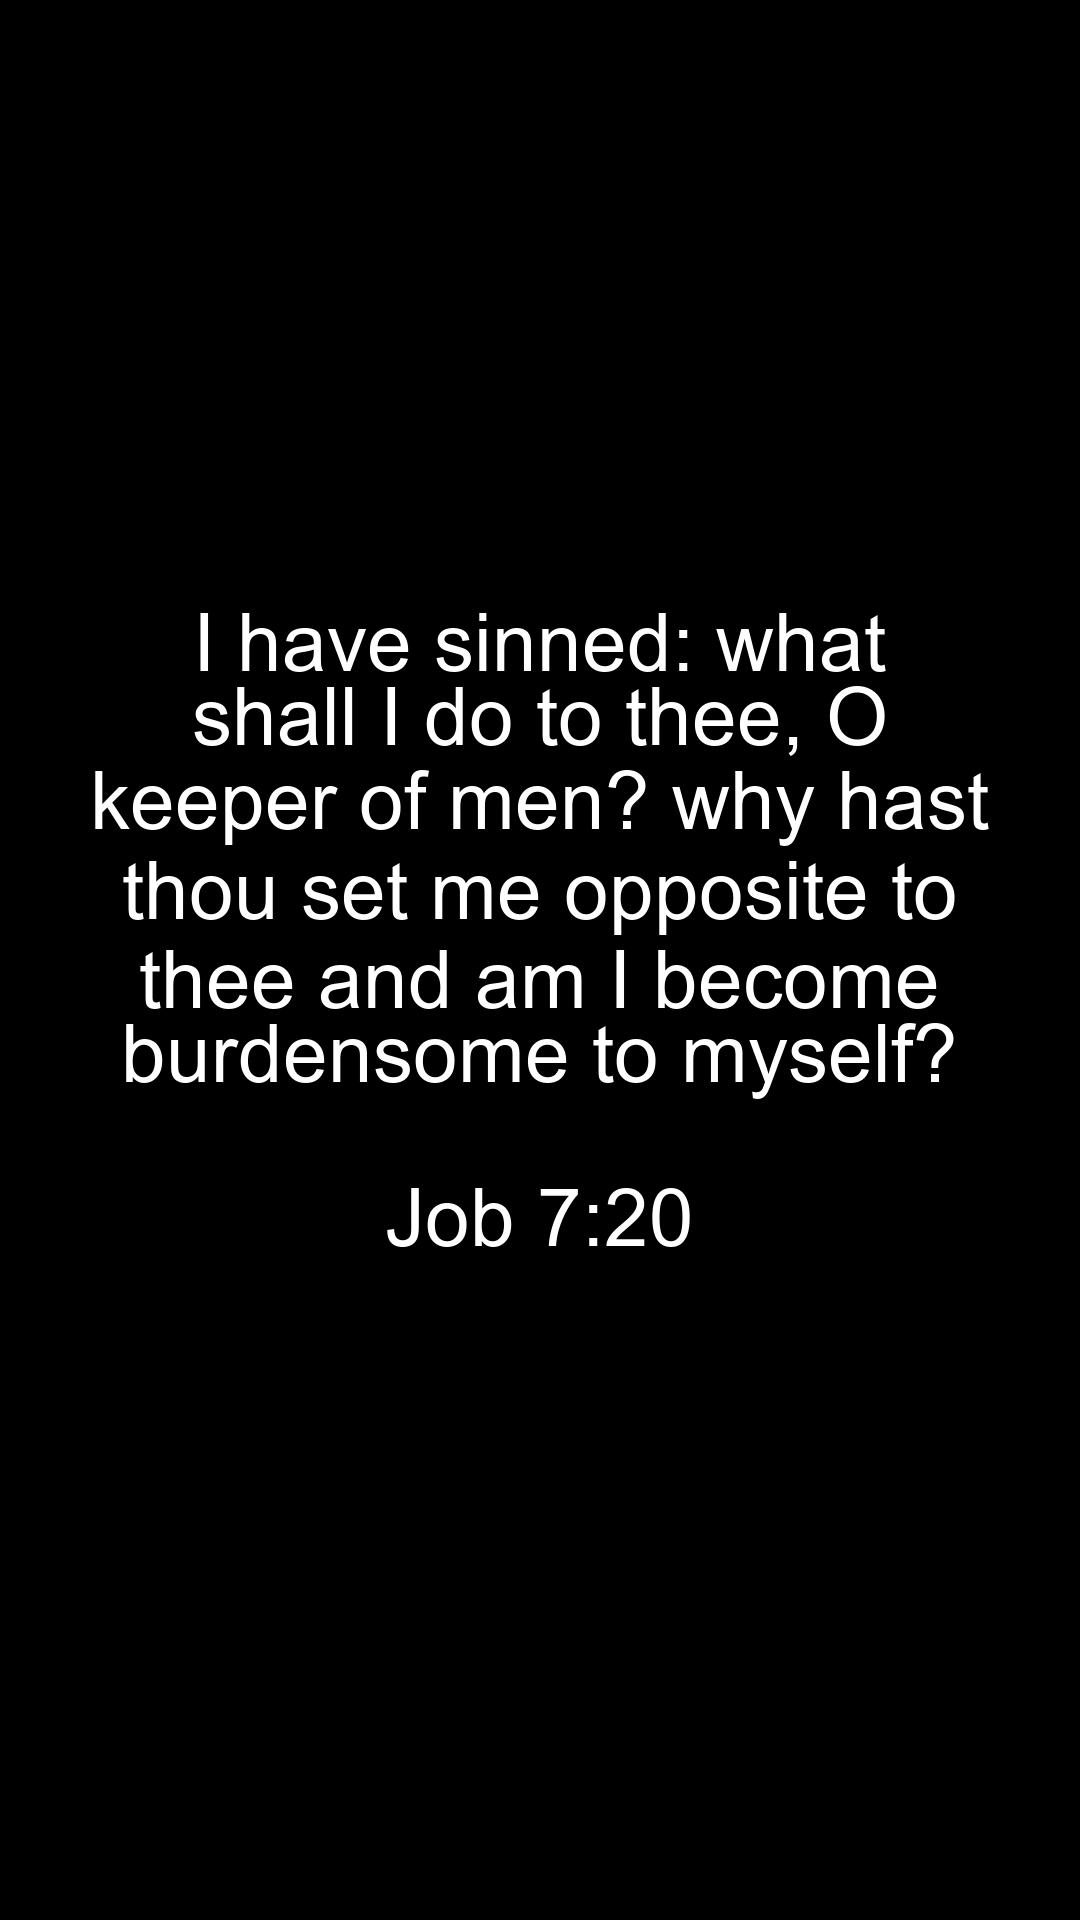 I have sinned: what
shall I do to thee, O
keeper of men? why hast
thou set me opposite to
thee and am I become
burdensome to myself?
Job 7:20